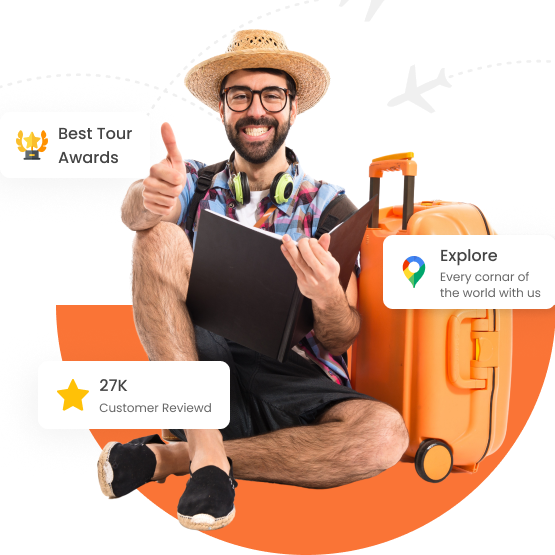 Best Tour
Awards
Explore
Every cornar of
the world with us
27K
Customer Reviewd